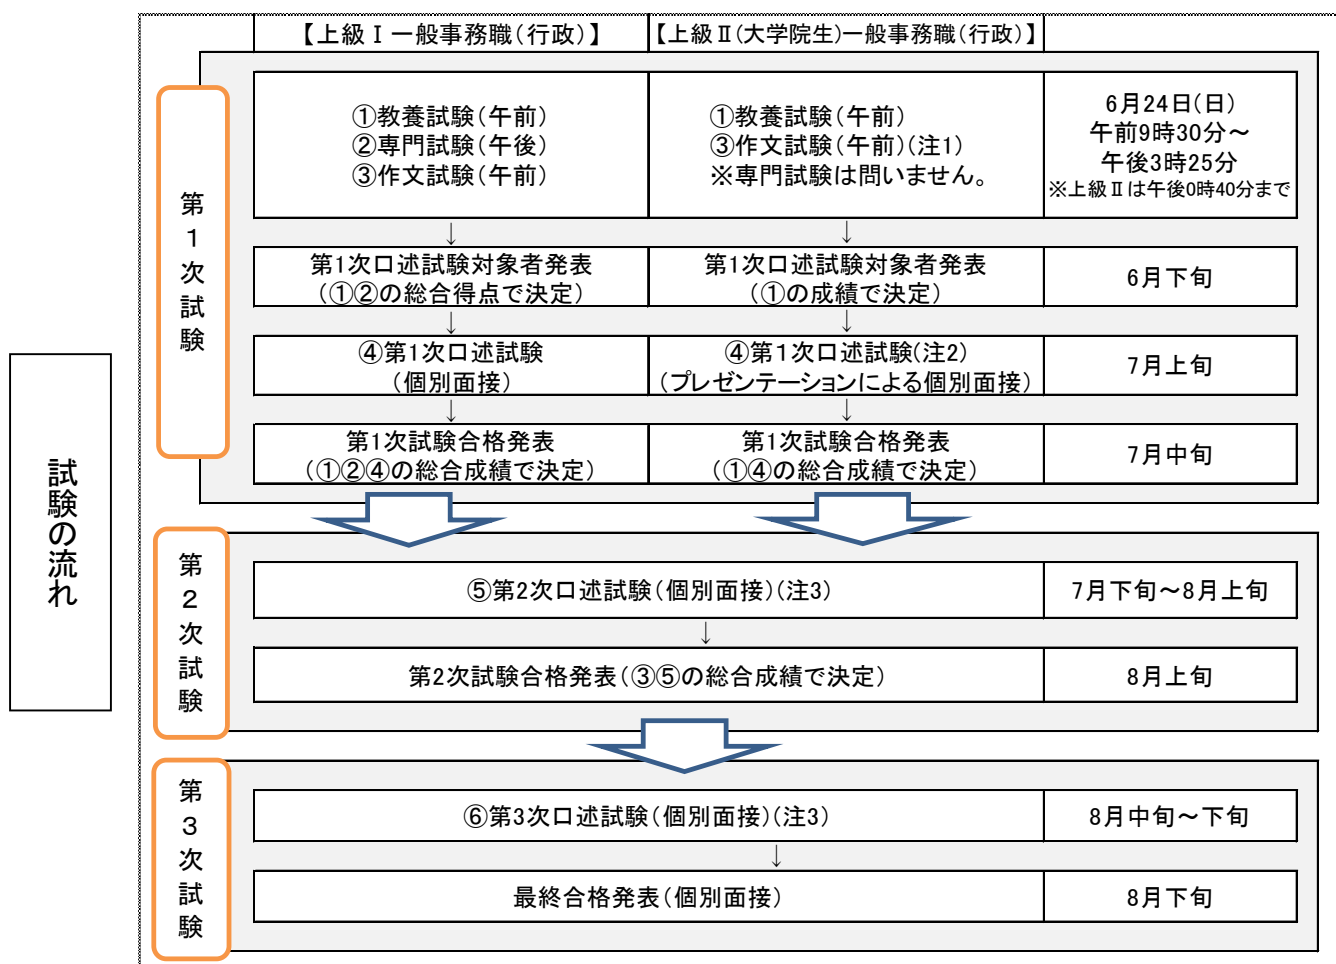 【上級Ⅰ一般事務職(行政)】
【上級Ⅱ(大学院生)一般事務職(行政)】
試験の流れ
第1次試験
①教養試験(午前)
②専門試験(午後)
③作文試験(午前)
①教養試験(午前)
③作文試験(午前)(注1)
※専門試験は問いません。
6月24日(日)
午前9時30分～
午後3時25分
※上級Ⅱは午後0時40分まで
↓
↓
第1次口述試験対象者発表
(①②の総合得点で決定)
第1次口述試験対象者発表
(①の成績で決定)
6月下旬
↓
↓
④第1次口述試験
(個別面接)
④第1次口述試験(注2)
(プレゼンテーションによる個別面接)
7月上旬
↓
↓
第1次試験合格発表
(①②④の総合成績で決定)
第1次試験合格発表
(①④の総合成績で決定)
7月中旬
第2次試験
⑤第2次口述試験(個別面接)(注3)
7月下旬～8月上旬
↓
第2次試験合格発表(③⑤の総合成績で決定)
8月上旬
第3次試験
⑥第3次口述試験(個別面接)(注3)
8月中旬～下旬
↓
最終合格発表(個別面接)
8月下旬